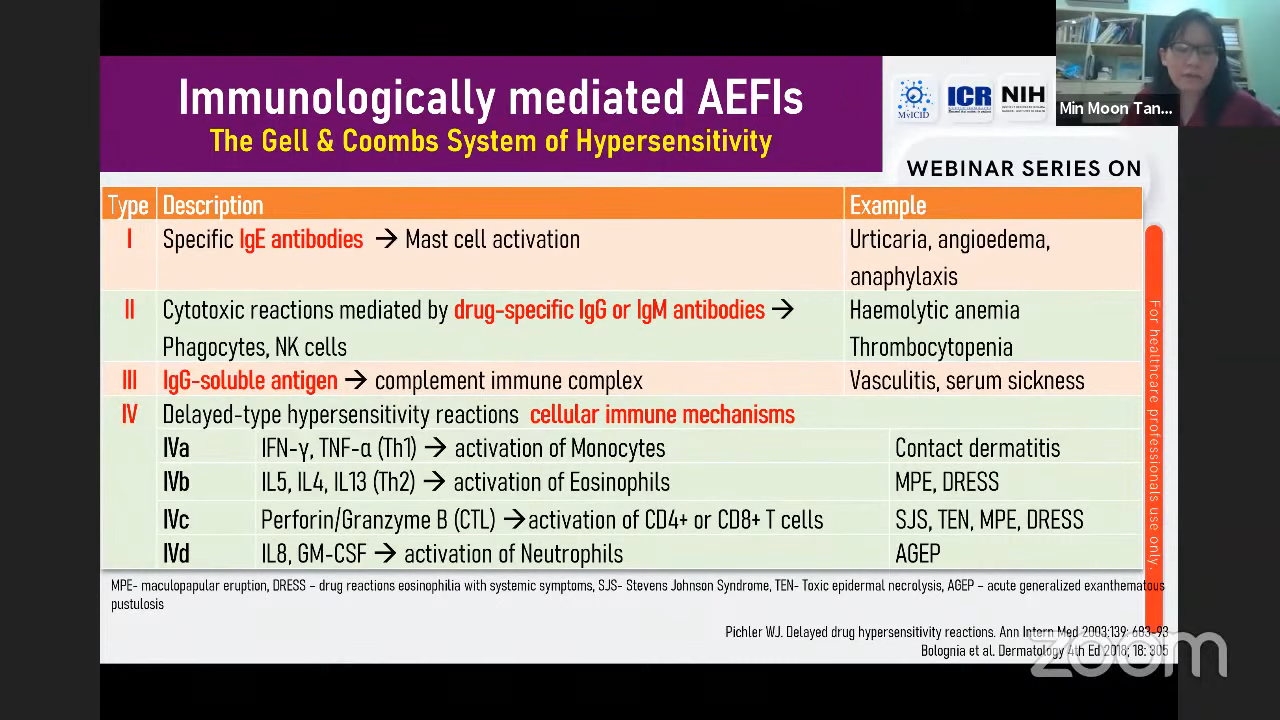 Immunologically mediated AEFIs
The Gell & Coombs System of Hypersensitivity
MyICID
ICR
NIH
Min Moon Tan...
WEBINAR SERIES ON
Type Description Example
I Specific IgE antibodies → Mast cell activation Urticaria, angioedema,
anaphylaxis
II Cytotoxic reactions mediated by drug-specific IgG or IgM antibodies → Haemolytic anemia
Phagocytes, NK cells Thrombocytopenia
III IgG-soluble antigen → complement immune complex Vasculitis, serum sickness
IV Delayed-type hypersensitivity reactions cellular immune mechanisms
IVa IFN-γ, TNF-α (Th1) → activation of Monocytes Contact dermatitis
IVb IL5, IL4, IL13 (Th2) → activation of Eosinophils MPE, DRESS
IVc Perforin/Granzyme B (CTL) →activation of CD4+ or CD8+ T cells SJS, TEN, MPE, DRESS
IVd IL8, GM-CSF → activation of Neutrophils AGEP
For healthcare professionals use only.
MPE- maculopapular eruption, DRESS – drug reactions eosinophilia with systemic symptoms, SJS- Stevens Johnson Syndrome, TEN- Toxic epidermal necrolysis, AGEP – acute generalized exanthematous
pustulosis
Pichler WJ. Delayed drug hypersensitivity reactions. Ann Intern Med 2003;139: 683-93
Bolognia et al. Dermatology 4th Ed 2018; 18: 305
zoom